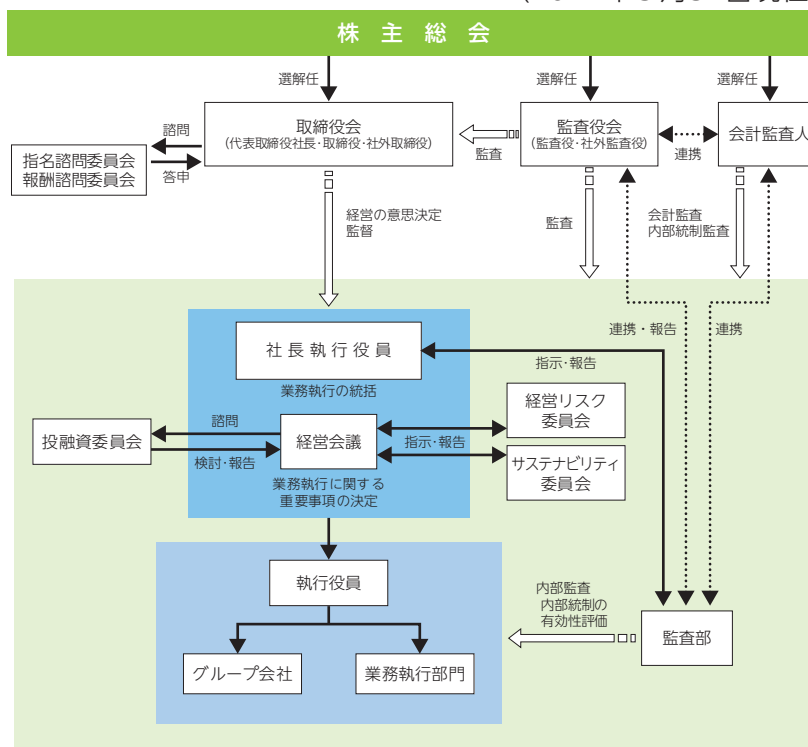 株主総会
選解任
選解任
選解任
取締役会
(代表取締役社長・取締役・社外取締役)
監査役会
(監査役・社外監査役)
会計監査人
諮問
答申
指名諮問委員会
報酬諮問委員会
監査
連携
経営の意思決定
監督
監査
会計監査
内部統制監査
連携・報告
連携
社長執行役員
業務執行の統括
指示・報告
投融資委員会
諮問
検討・報告
経営会議
指示・報告
経営リスク
委員会
サステナビリティ
委員会
業務執行に関する
重要事項の決定
執行役員
グループ会社
業務執行部門
内部監査
内部統制の
有効性評価
監査部